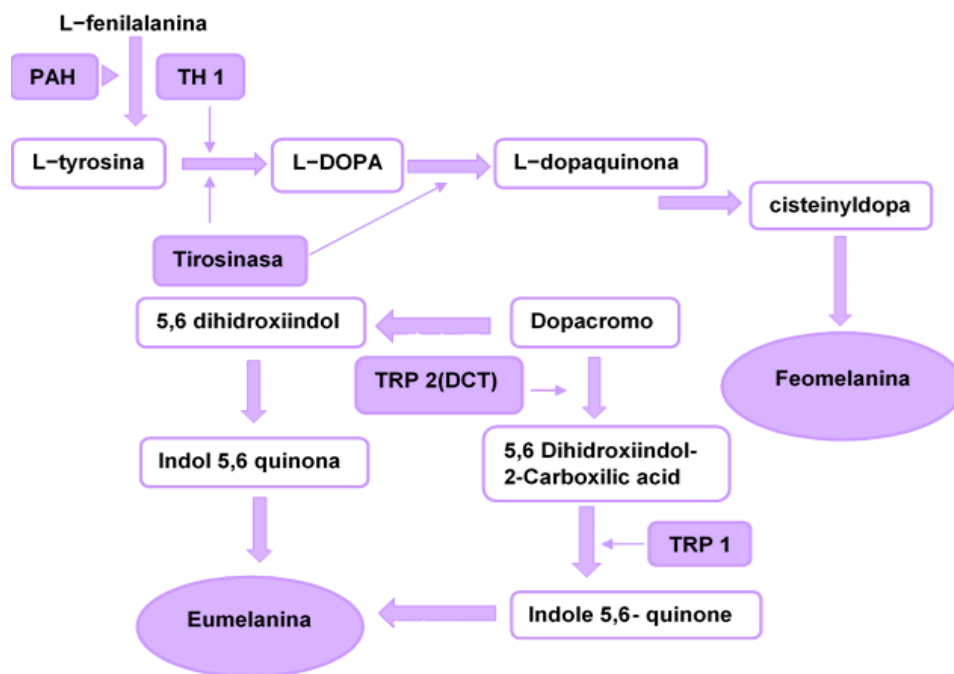 L−fenilalanina
PAH
TH 1
L−tyrosina
L−DOPA
L−dopaquinona
cisteinyldopa
Tirosinasa
5,6 dihidroxiindol
Dopacromo
TRP 2(DCT)
Feomelanina
Indol 5,6 quinona
5,6 Dihidroxiindol-
2-Carboxilic acid
TRP 1
Eumelanina
Indole 5,6- quinone